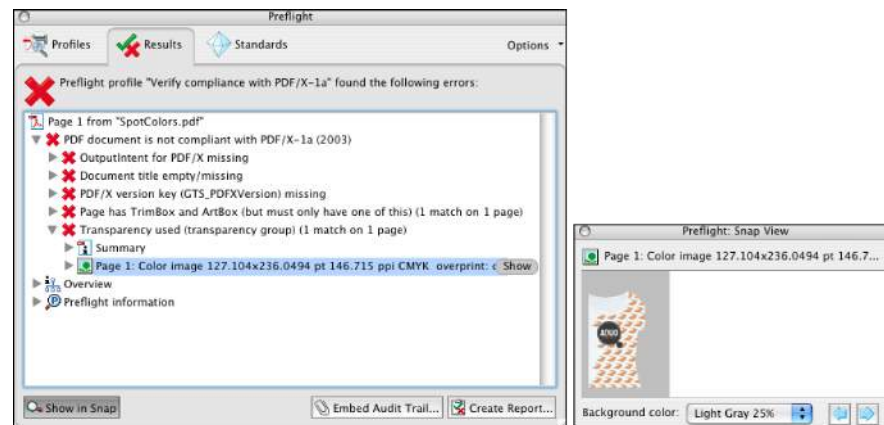 Preflight
Profiles
Results
Standards
Options
Preflight profile "Verify compliance with PDF/X-1a" found the following errors:
Page 1 from "SpotColors.pdf"
PDF document is not compliant with PDF/X-1a (2003)
OutputIntent for PDF/X missing
Document title empty/missing
PDF/X version key (GTS_PDFXVersion) missing
Page has TrimBox and ArtBox (but must only have one of this) (1 match on 1 page)
Transparency used (transparency group) (1 match on 1 page)
Summary
Page 1: Color image 127.104x236.0494 pt 146.715 ppi CMYK overprint: Show
Overview
Preflight information
Show in Snap
Embed Audit Trail...
Create Report...
Preflight: Snap View
Page 1: Color image 127.104x236.0494 pt 146.7...
Background color: Light Gray 25%